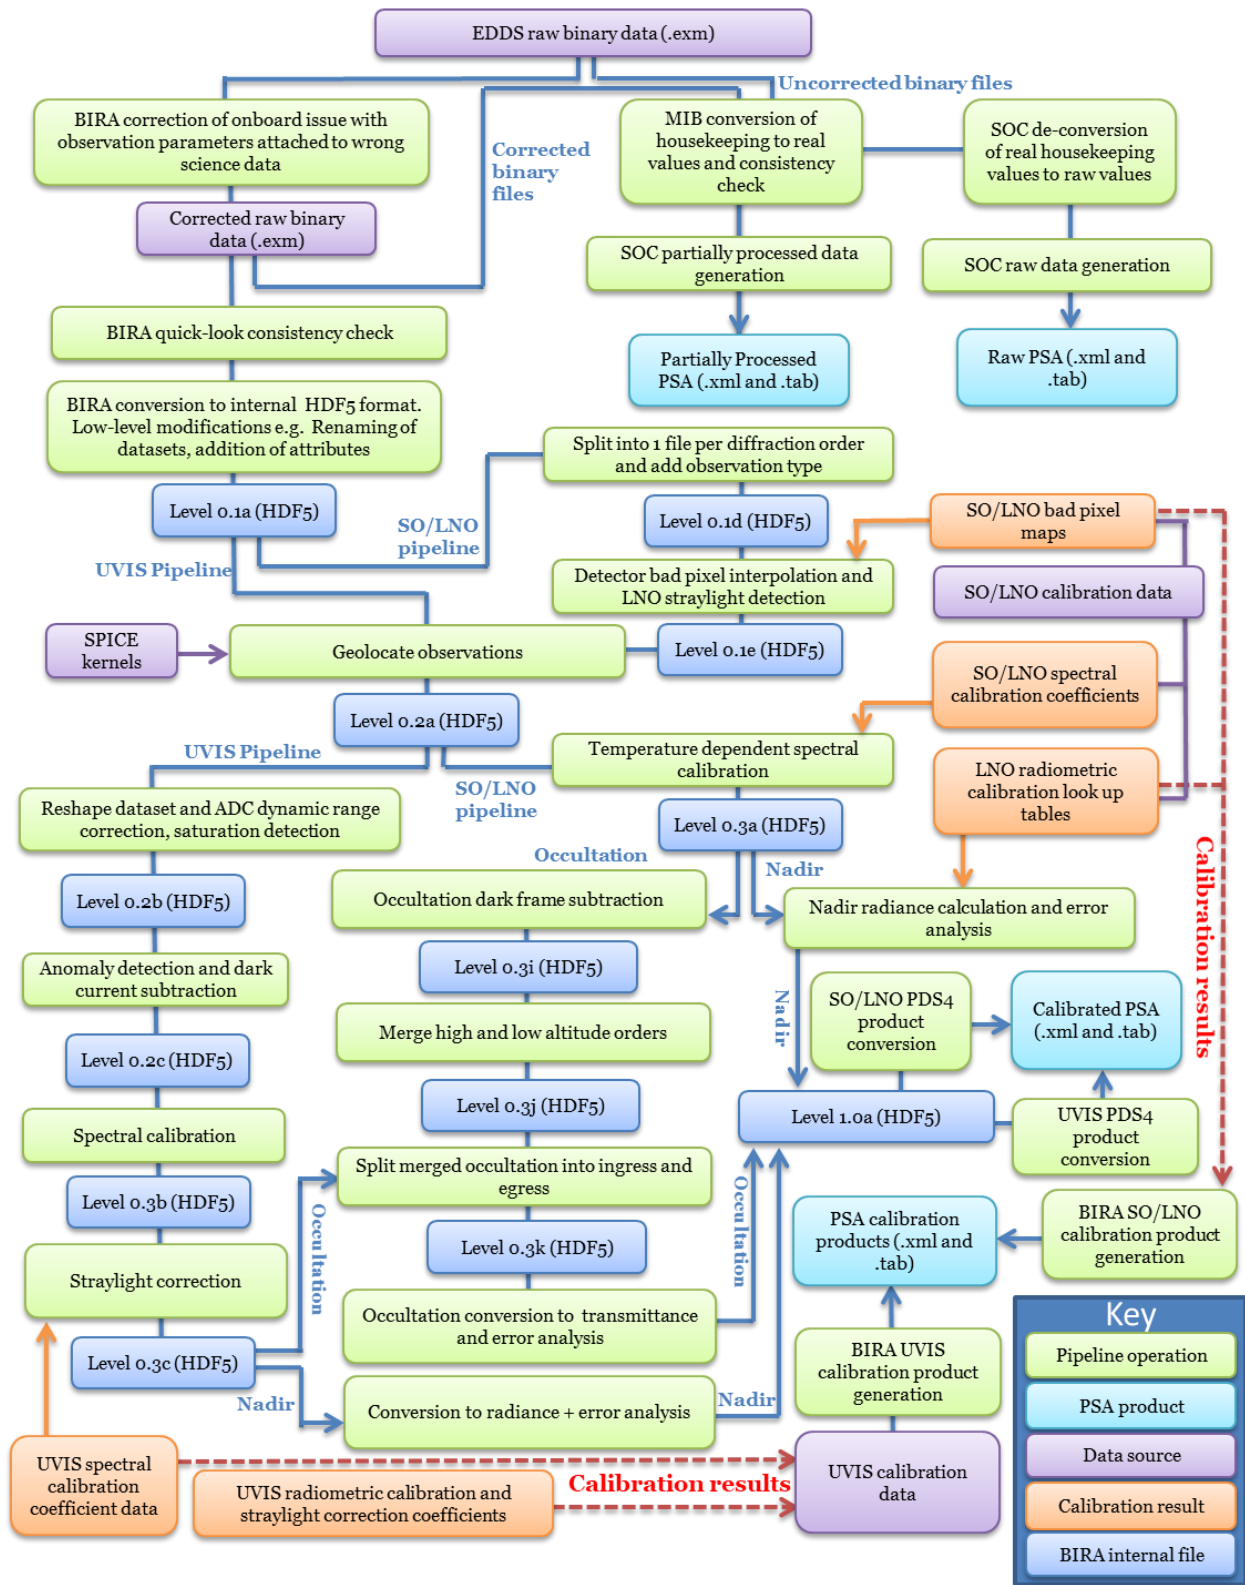 EDDS raw binary data (.exm)
Uncorrected binary files
BIRA correction of onboard issue with
observation parameters attached to wrong
science data
Corrected
binary
files
MIB conversion of
housekeeping to real
values and consistency
check
SOC de-conversion
of real housekeeping
values to raw values
Corrected raw binary
data (.exm)
SOC partially processed data
generation
SOC raw data generation
BIRA quick-look consistency check
Partially Processed
PSA (.xml and .tab)
Raw PSA (.xml and
.tab)
BIRA conversion to internal HDF5 format.
Low-level modifications e.g. Renaming of
datasets, addition of attributes
Split into 1 file per diffraction order
and add observation type
Level 0.1a (HDF5)
SO/LNO
pipeline
Level 0.1d (HDF5)
SO/LNO bad pixel
maps
UVIS Pipeline
Detector bad pixel interpolation and
LNO straylight detection
SO/LNO calibration data
SPICE
kernels
Geolocate observations
Level 0.1e (HDF5)
SO/LNO spectral
calibration coefficients
Level 0.2a (HDF5)
UVIS Pipeline
SO/LNO
pipeline
Temperature dependent spectral
calibration
LNO radiometric
calibration look up
tables
Reshape dataset and ADC dynamic range
correction, saturation detection
Level 0.3a (HDF5)
Occultation
Nadir
Calibration results
Level 0.2b (HDF5)
Occultation dark frame subtraction
Nadir radiance calculation and error
analysis
Anomaly detection and dark
current subtraction
Level 0.3i (HDF5)
Nadir
SO/LNO PDS4
product
conversion
Calibrated PSA
(.xml and .tab)
Merge high and low altitude orders
Level 0.2c (HDF5)
Level 0.3j (HDF5)
Level 1.0a (HDF5)
UVIS PDS4
product
conversion
Spectral calibration
Split merged occultation into ingress and
egress
Level 0.3b (HDF5)
Occultation
Occultation
Level 0.3k (HDF5)
PSA calibration
products (.xml and
.tab)
BIRA SO/LNO
calibration product
generation
Straylight correction
Occultation conversion to transmittance
and error analysis
Level 0.3c (HDF5)
BIRA UVIS
calibration product
generation
Nadir
Conversion to radiance + error analysis
Nadir
UVIS spectral
calibration
coefficient data
UVIS radiometric calibration and
straylight correction coefficients
Calibration results
UVIS calibration
data
Key
Pipeline operation
PSA product
Data source
Calibration result
BIRA internal file